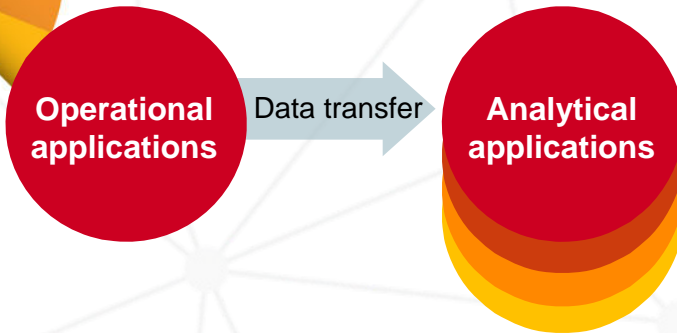 Operational
applications
Data transfer
Analytical
applications